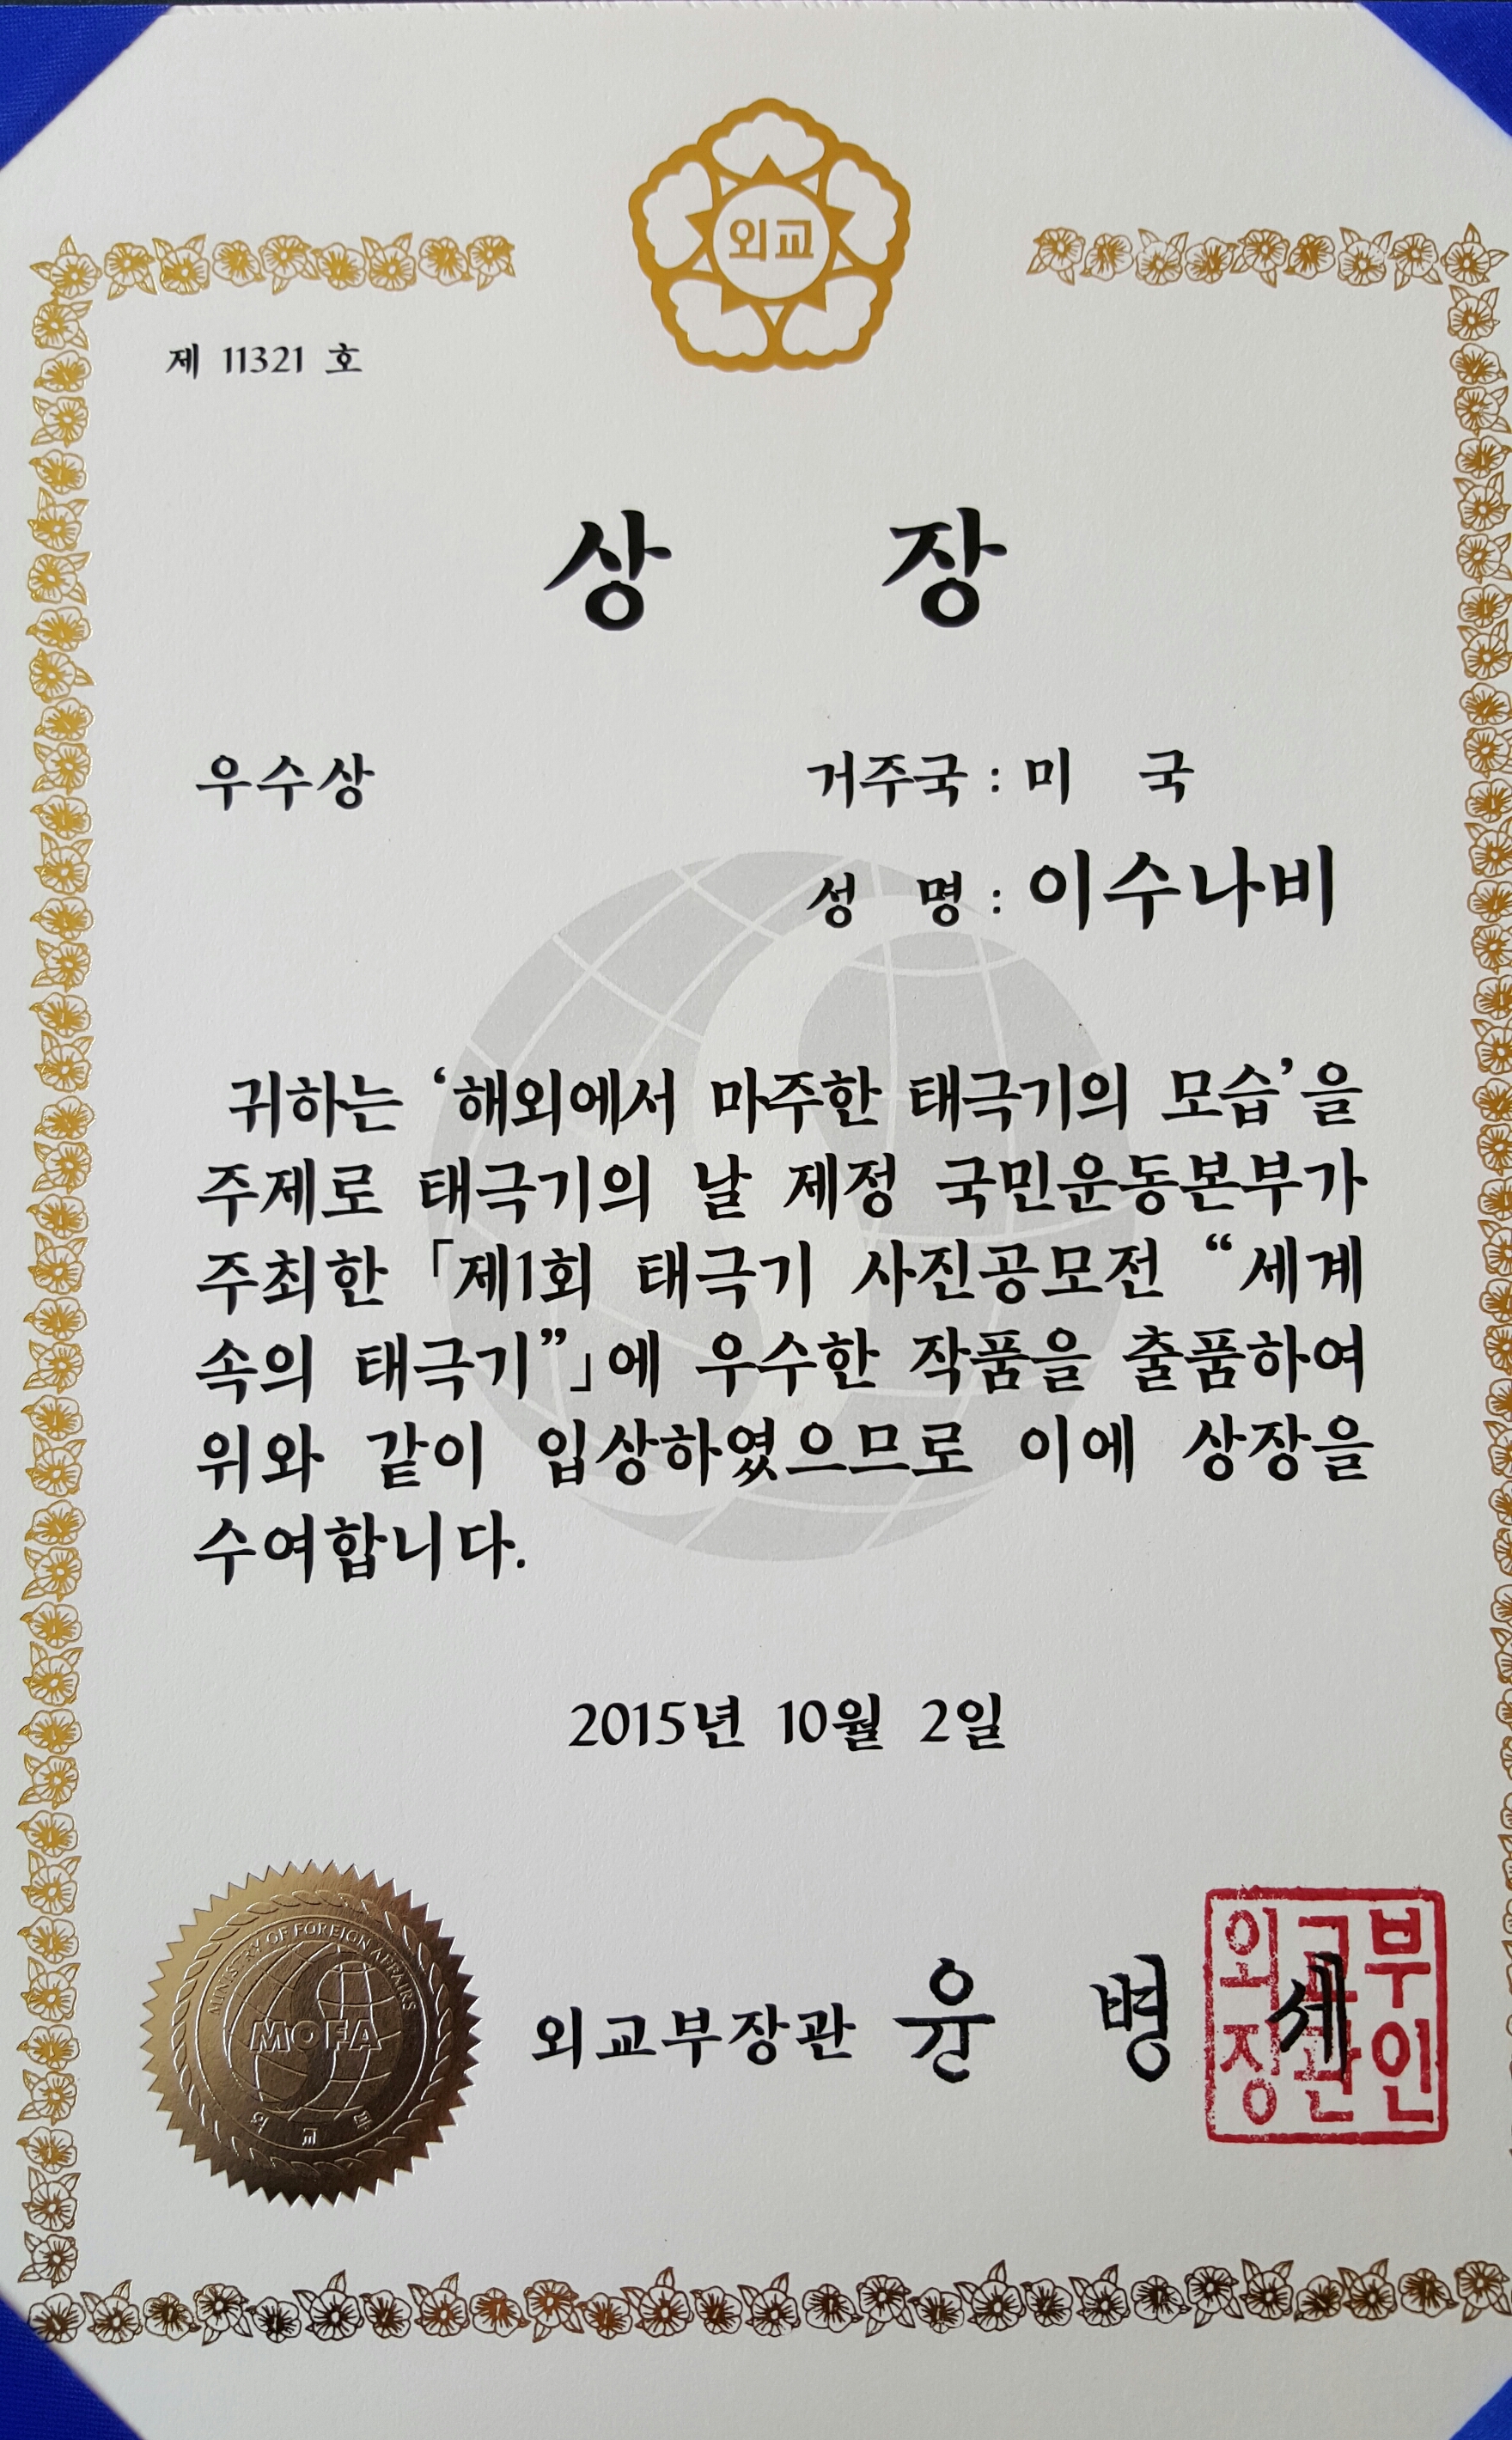 외교
제 11321 호
상 장
우수상
거주국 : 미 국
성 명 : 이수나비
귀하는 ‘해외에서 마주한 태극기의 모습’을
주제로 태극기의 날 제정 국민운동본부가
주최한 「제1회 태극기 사진공모전 “세계
속의 태극기”」에 우수한 작품을 출품하여
위와 같이 입상하였으므로 이에 상장을
수여합니다.
2015년 10월 2일
MINISTRY OF FOREIGN AFFAIRS
MOFA
외교부
외교부장관 윤 병 세
외교부
장관인